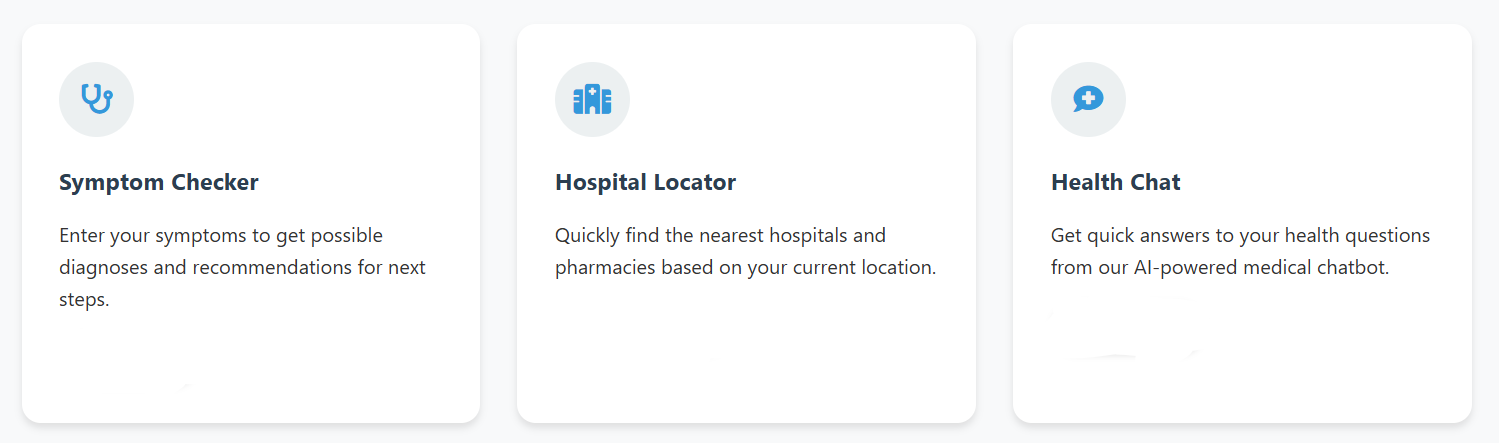 Symptom Checker
Enter your symptoms to get possible
diagnoses and recommendations for next
steps.
Hospital Locator
Quickly find the nearest hospitals and
pharmacies based on your current location.
Health Chat
Get quick answers to your health questions
from our AI-powered medical chatbot.